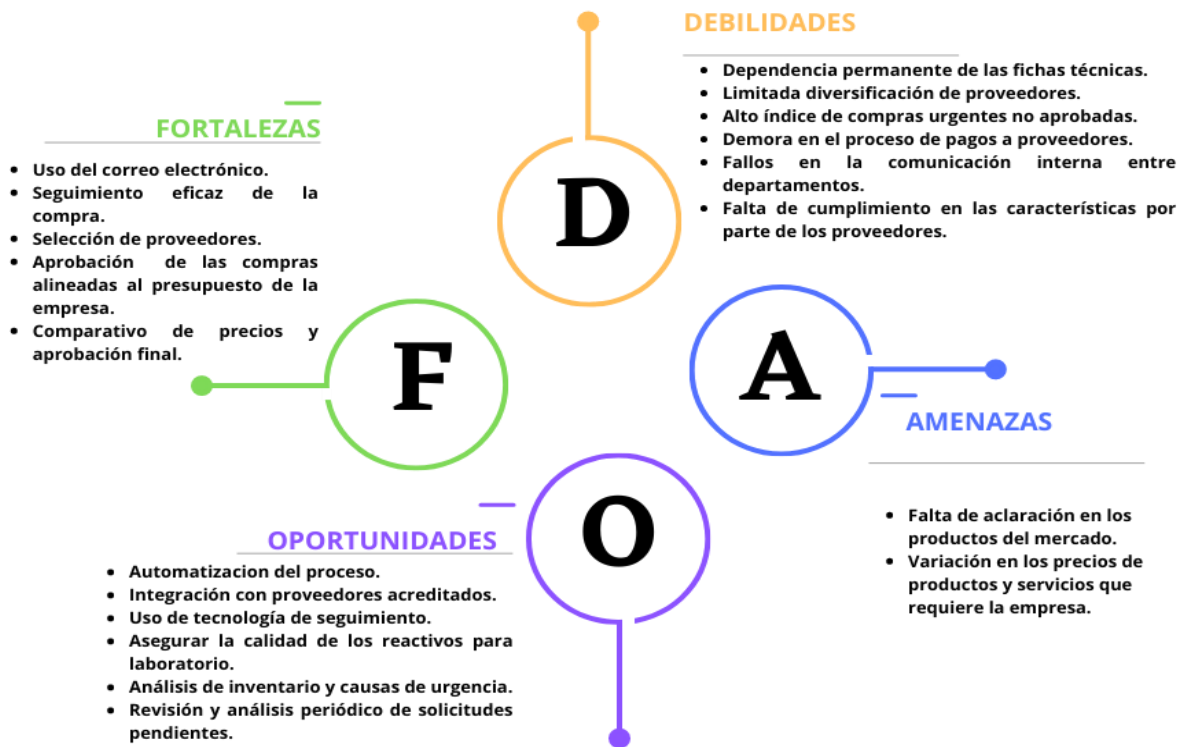 DEBILIDADES
• Dependencia permanente de las fichas técnicas.
• Limitada diversificación de proveedores.
• Alto índice de compras urgentes no aprobadas.
• Demora en el proceso de pagos a proveedores.
• Fallos en la comunicación interna entre
departamentos.
• Falta de cumplimiento en las características por
parte de los proveedores.
FORTALEZAS
• Uso del correo electrónico.
• Seguimiento eficaz de la
compra.
• Selección de proveedores.
• Aprobación de las compras
alineadas al presupuesto de la
empresa.
• Comparativo de precios y
aprobación final.
D
F
A
AMENAZAS
• Falta de aclaración en los
productos del mercado.
• Variación en los precios de
productos y servicios que
requiere la empresa.
O
OPORTUNIDADES
• Automatizacion del proceso.
• Integración con proveedores acreditados.
• Uso de tecnología de seguimiento.
• Asegurar la calidad de los reactivos para
laboratorio.
• Análisis de inventario y causas de urgencia.
• Revisión y análisis periódico de solicitudes
pendientes.